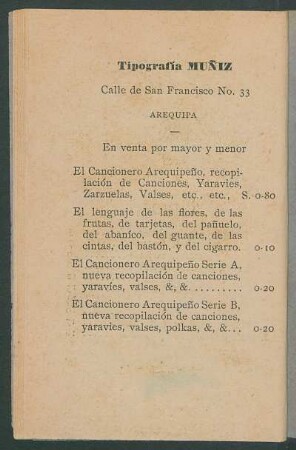 Tipografía MUÑIZ
Calle de San Francisco No. 33
AREQUIPA
En venta por mayor y menor
El Cancionero Arequipeño, recopi-
lación de Canciones, Yaravíes,
Zarzuelas, Valses, etc., etc., S. 0-80
El lenguaje de las flores, de las
frutas, de tarjetas, del pañuelo,
del abanico, del guante, de las
cintas, del bastón, y del cigarro. 0-10
El Cancionero Arequipeño Serie A,
nueva recopilación de canciones,
yaravíes, valses, &, &. ......... 0-20
El Cancionero Arequipeño Serie B,
nueva recopilación de canciones,
yaravíes, valses, polkas, &, &... 0-20